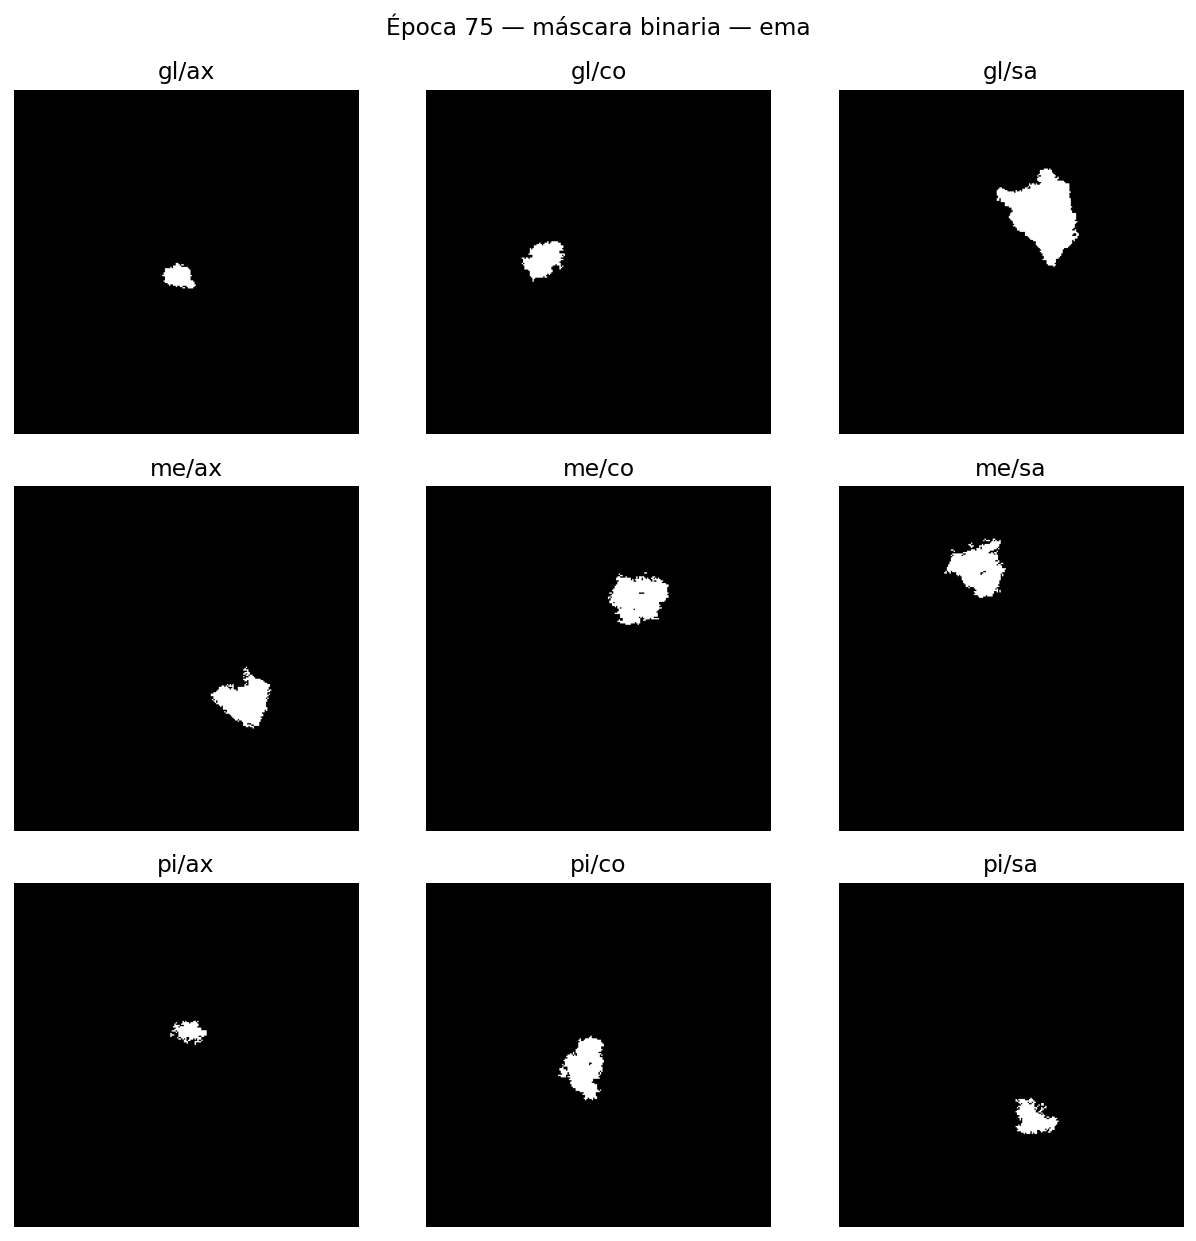 Época 75 — máscara binaria — ema
gl/ax
gl/co
gl/sa
me/ax
me/co
me/sa
pi/ax
pi/co
pi/sa